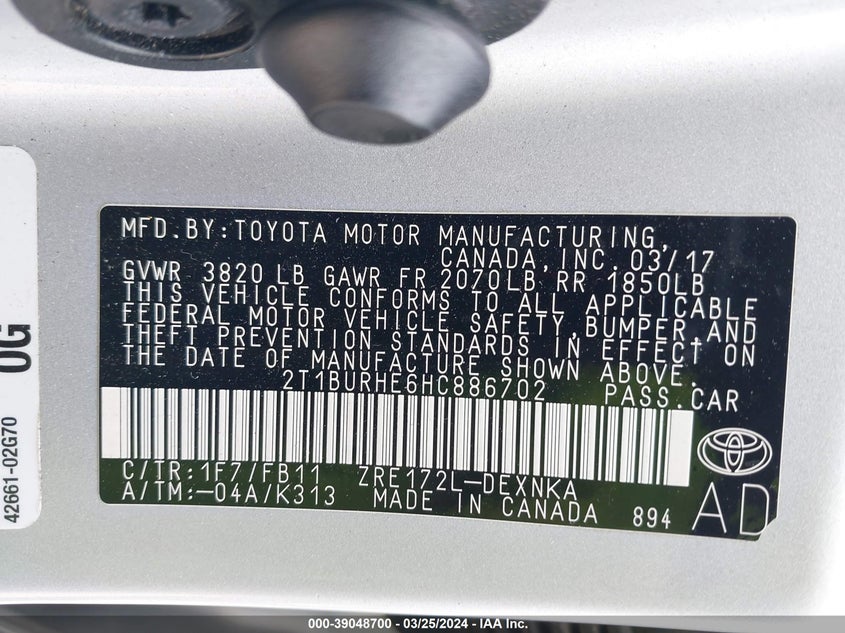 MFD.BY:TOYOTA MOTOR MANUFACTURING,
CANADA,INC. 03/17
GVWR 3820 LB GAWR FR 2070LB RR 1850LB
THIS VEHICLE CONFORMS TO ALL APPLICABLE
FEDERAL MOTOR VEHICLE SAFETY,BUMPER,AND
THEFT PREVENTION STANDARDS IN EFFECT ON
THE DATE OF MANUFACTURE SHOWN ABOVE.
2T1BURHE6HC886702 PASS.CAR
C/TR:1F7/FB11 ZRE172L-DEXNKA
A/TM:-04A/K313 MADE IN CANADA 894 AD
0G
42661-02G70
000-39048700 - 03/25/2024 - IAA Inc.